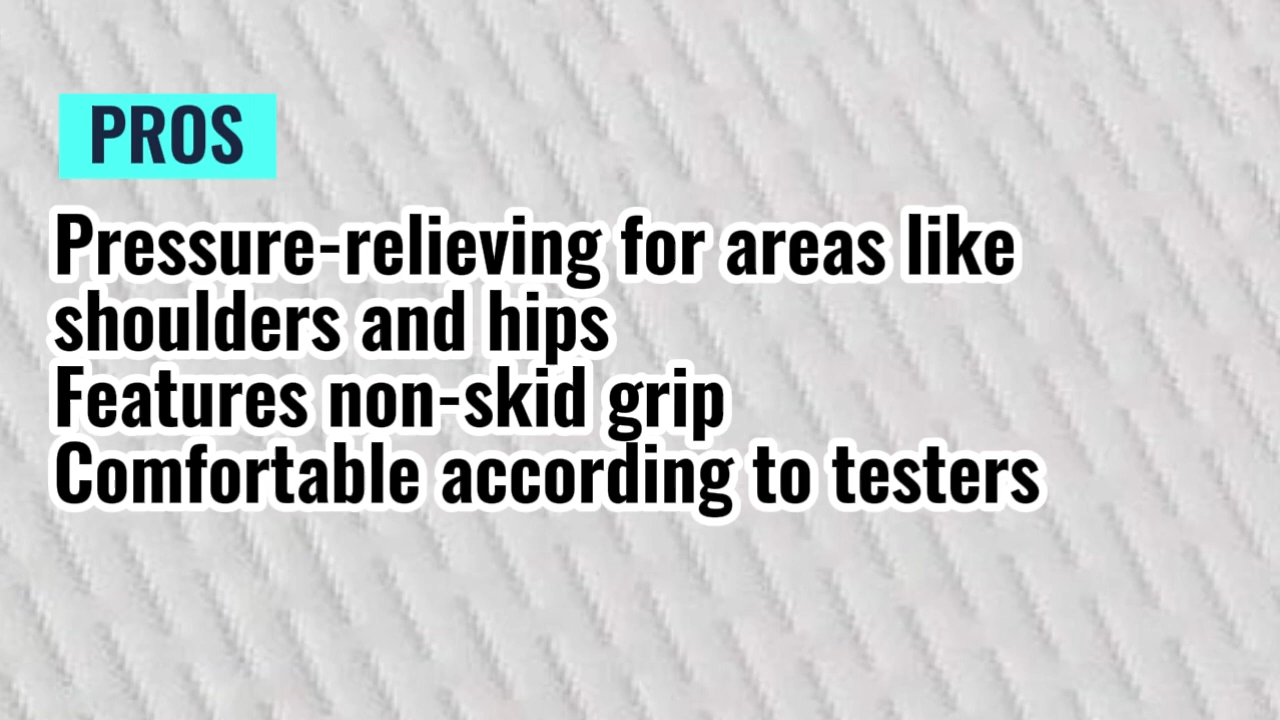 PROS
Pressure-relieving for areas like
shoulders and hips
Features non-skid grip
Comfortable according to testers